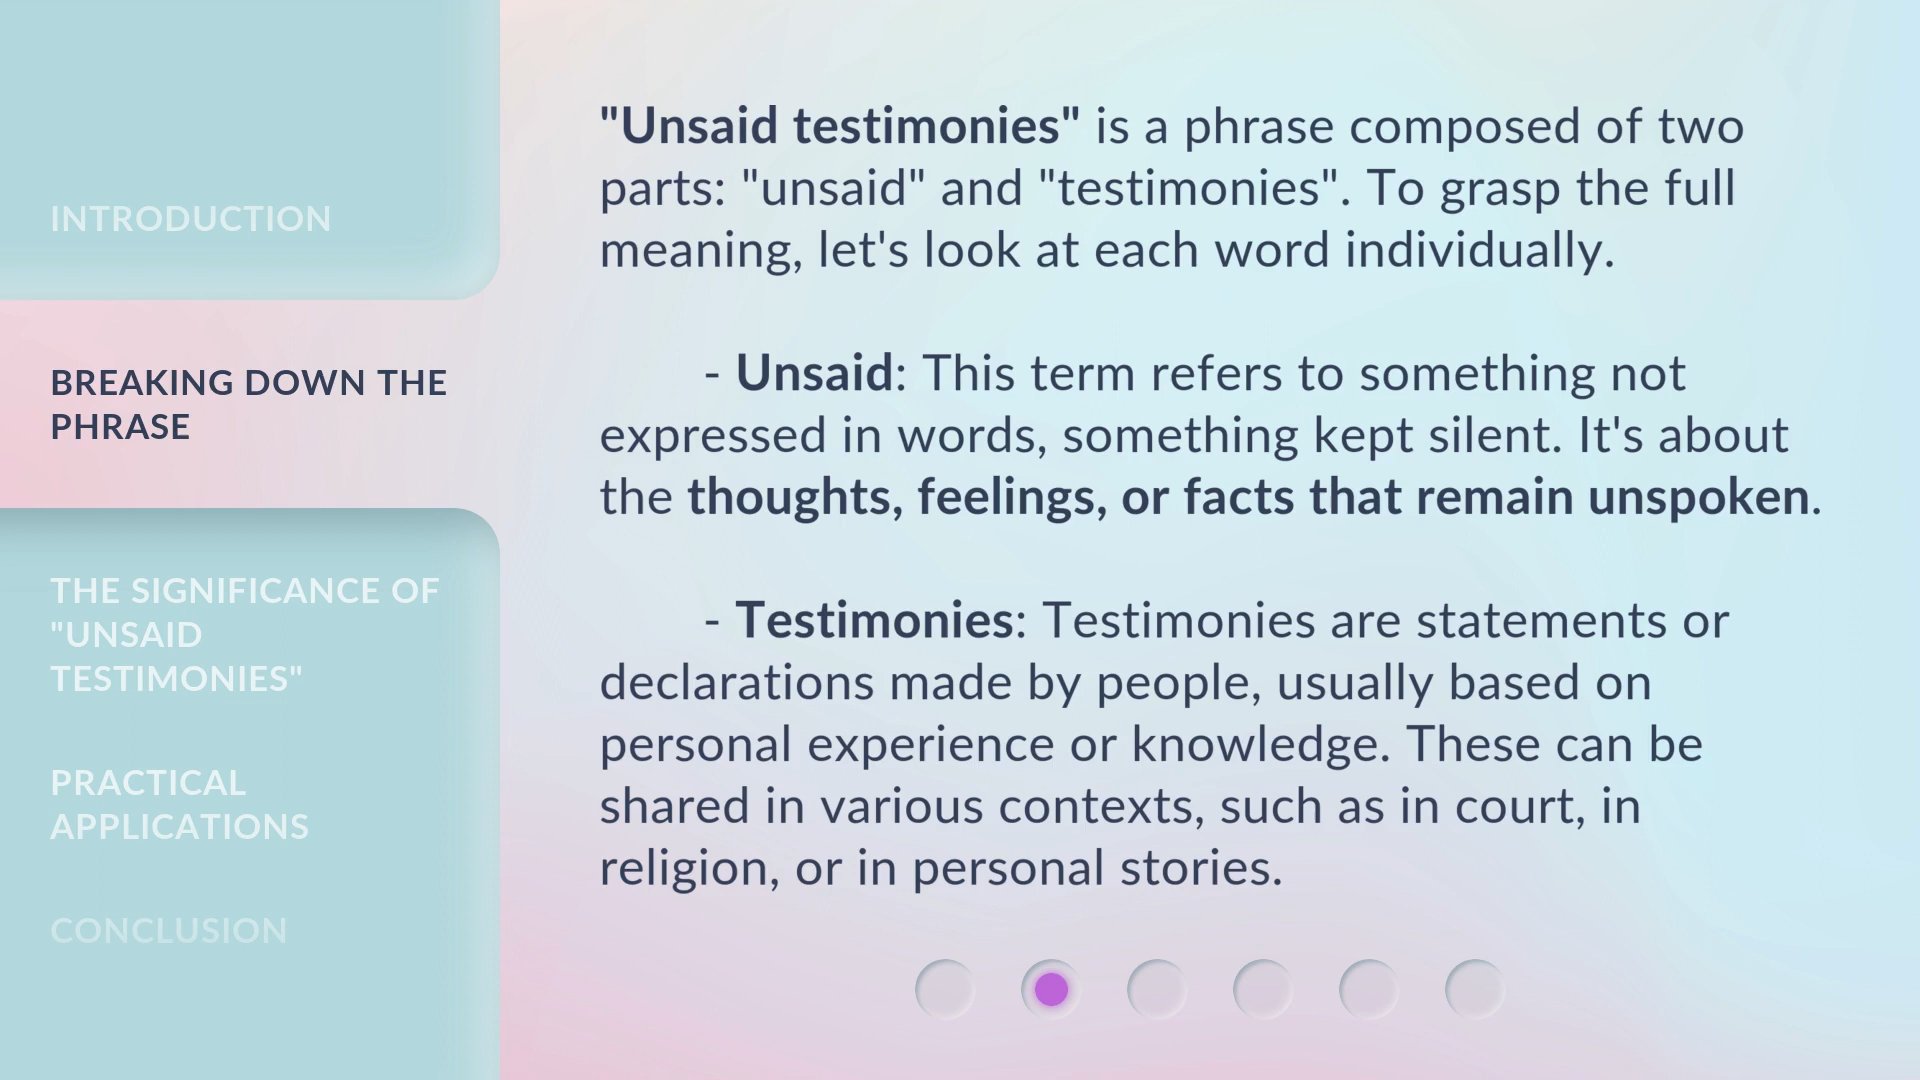 INTRODUCTION
BREAKING DOWN THE
PHRASE
THE SIGNIFICANCE OF
"UNSAID
TESTIMONIES"
PRACTICAL
APPLICATIONS
CONCLUSION
"Unsaid testimonies" is a phrase composed of two
parts: "unsaid" and "testimonies". To grasp the full
meaning, let's look at each word individually.
- Unsaid: This term refers to something not
expressed in words, something kept silent. It's about
the thoughts, feelings, or facts that remain unspoken.
- Testimonies: Testimonies are statements or
declarations made by people, usually based on
personal experience or knowledge. These can be
shared in various contexts, such as in court, in
religion, or in personal stories.